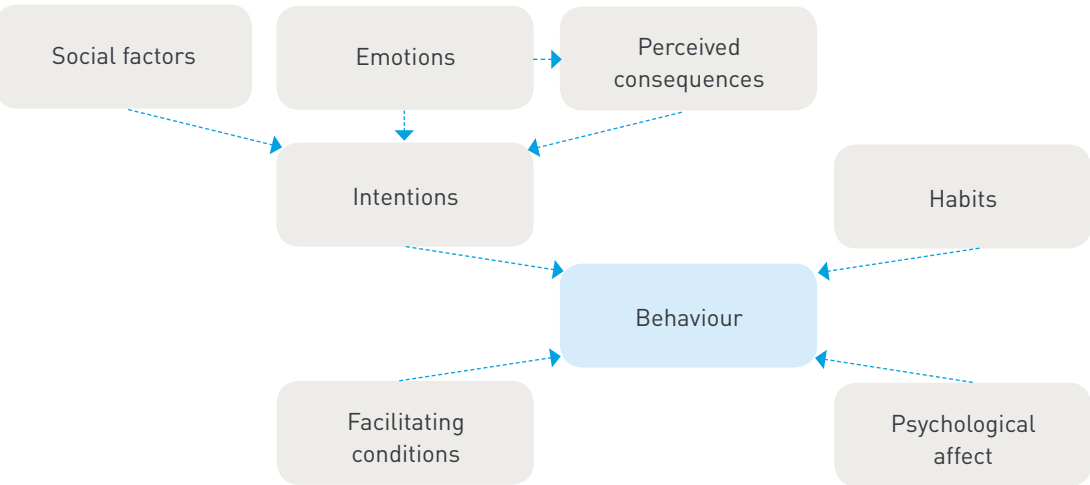 Social factors
Emotions
Perceived
consequences
Intentions
Habits
Behaviour
Facilitating
conditions
Psychological
affect